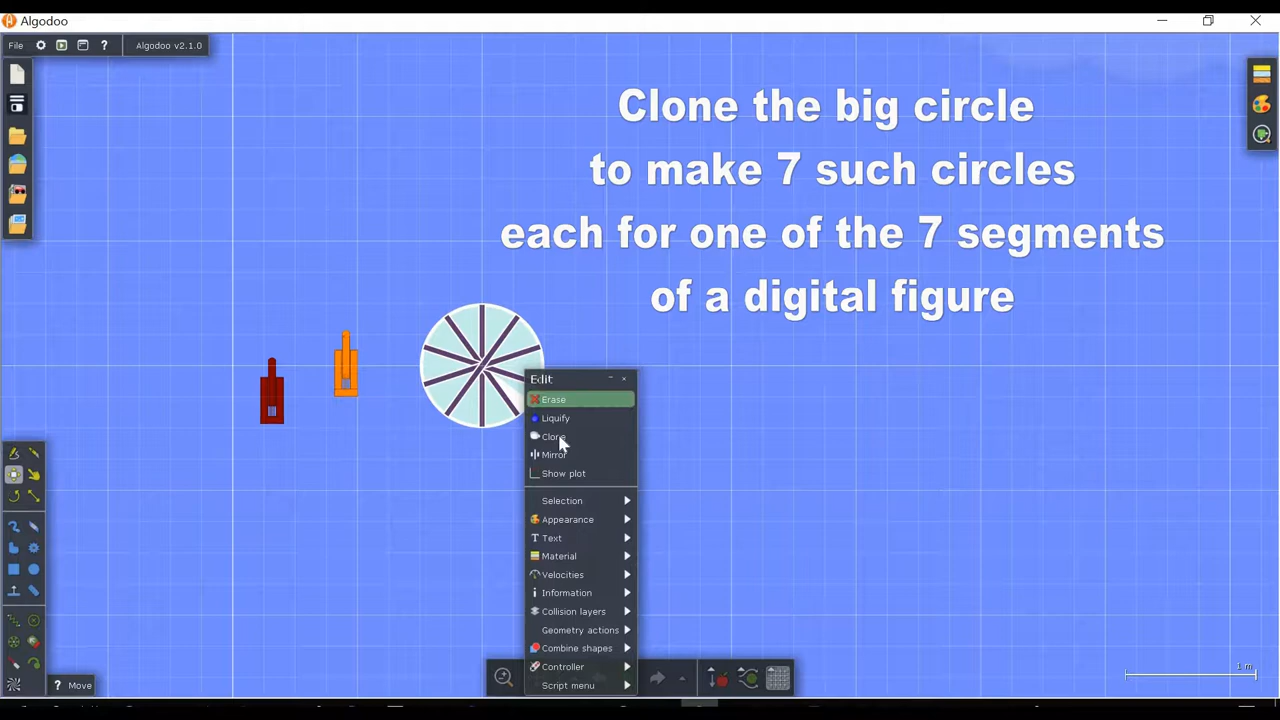 Algodoo
File
?
Algodoo v2.1.0
Clone the big circle
to make 7 such circles
each for one of the 7 segments
of a digital figure
Edit
Erase
Liquify
Clone
Mirror
Show plot
Selection
Appearance
T Text
Material
Velocities
Information
Collision layers
Geometry actions
Combine shapes
Controller
Script menu
? Move
1 m